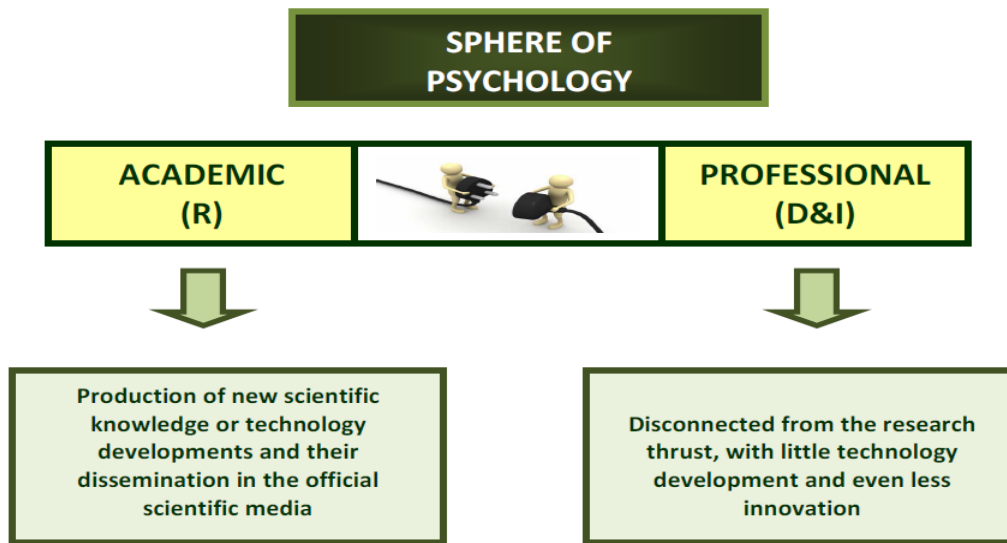 SPHERE OF
PSYCHOLOGY
ACADEMIC
(R)
PROFESSIONAL
(D&I)
Production of new scientific
knowledge or technology
developments and their
dissemination in the official
scientific media
Disconnected from the research
thrust, with little technology
development and even less
innovation